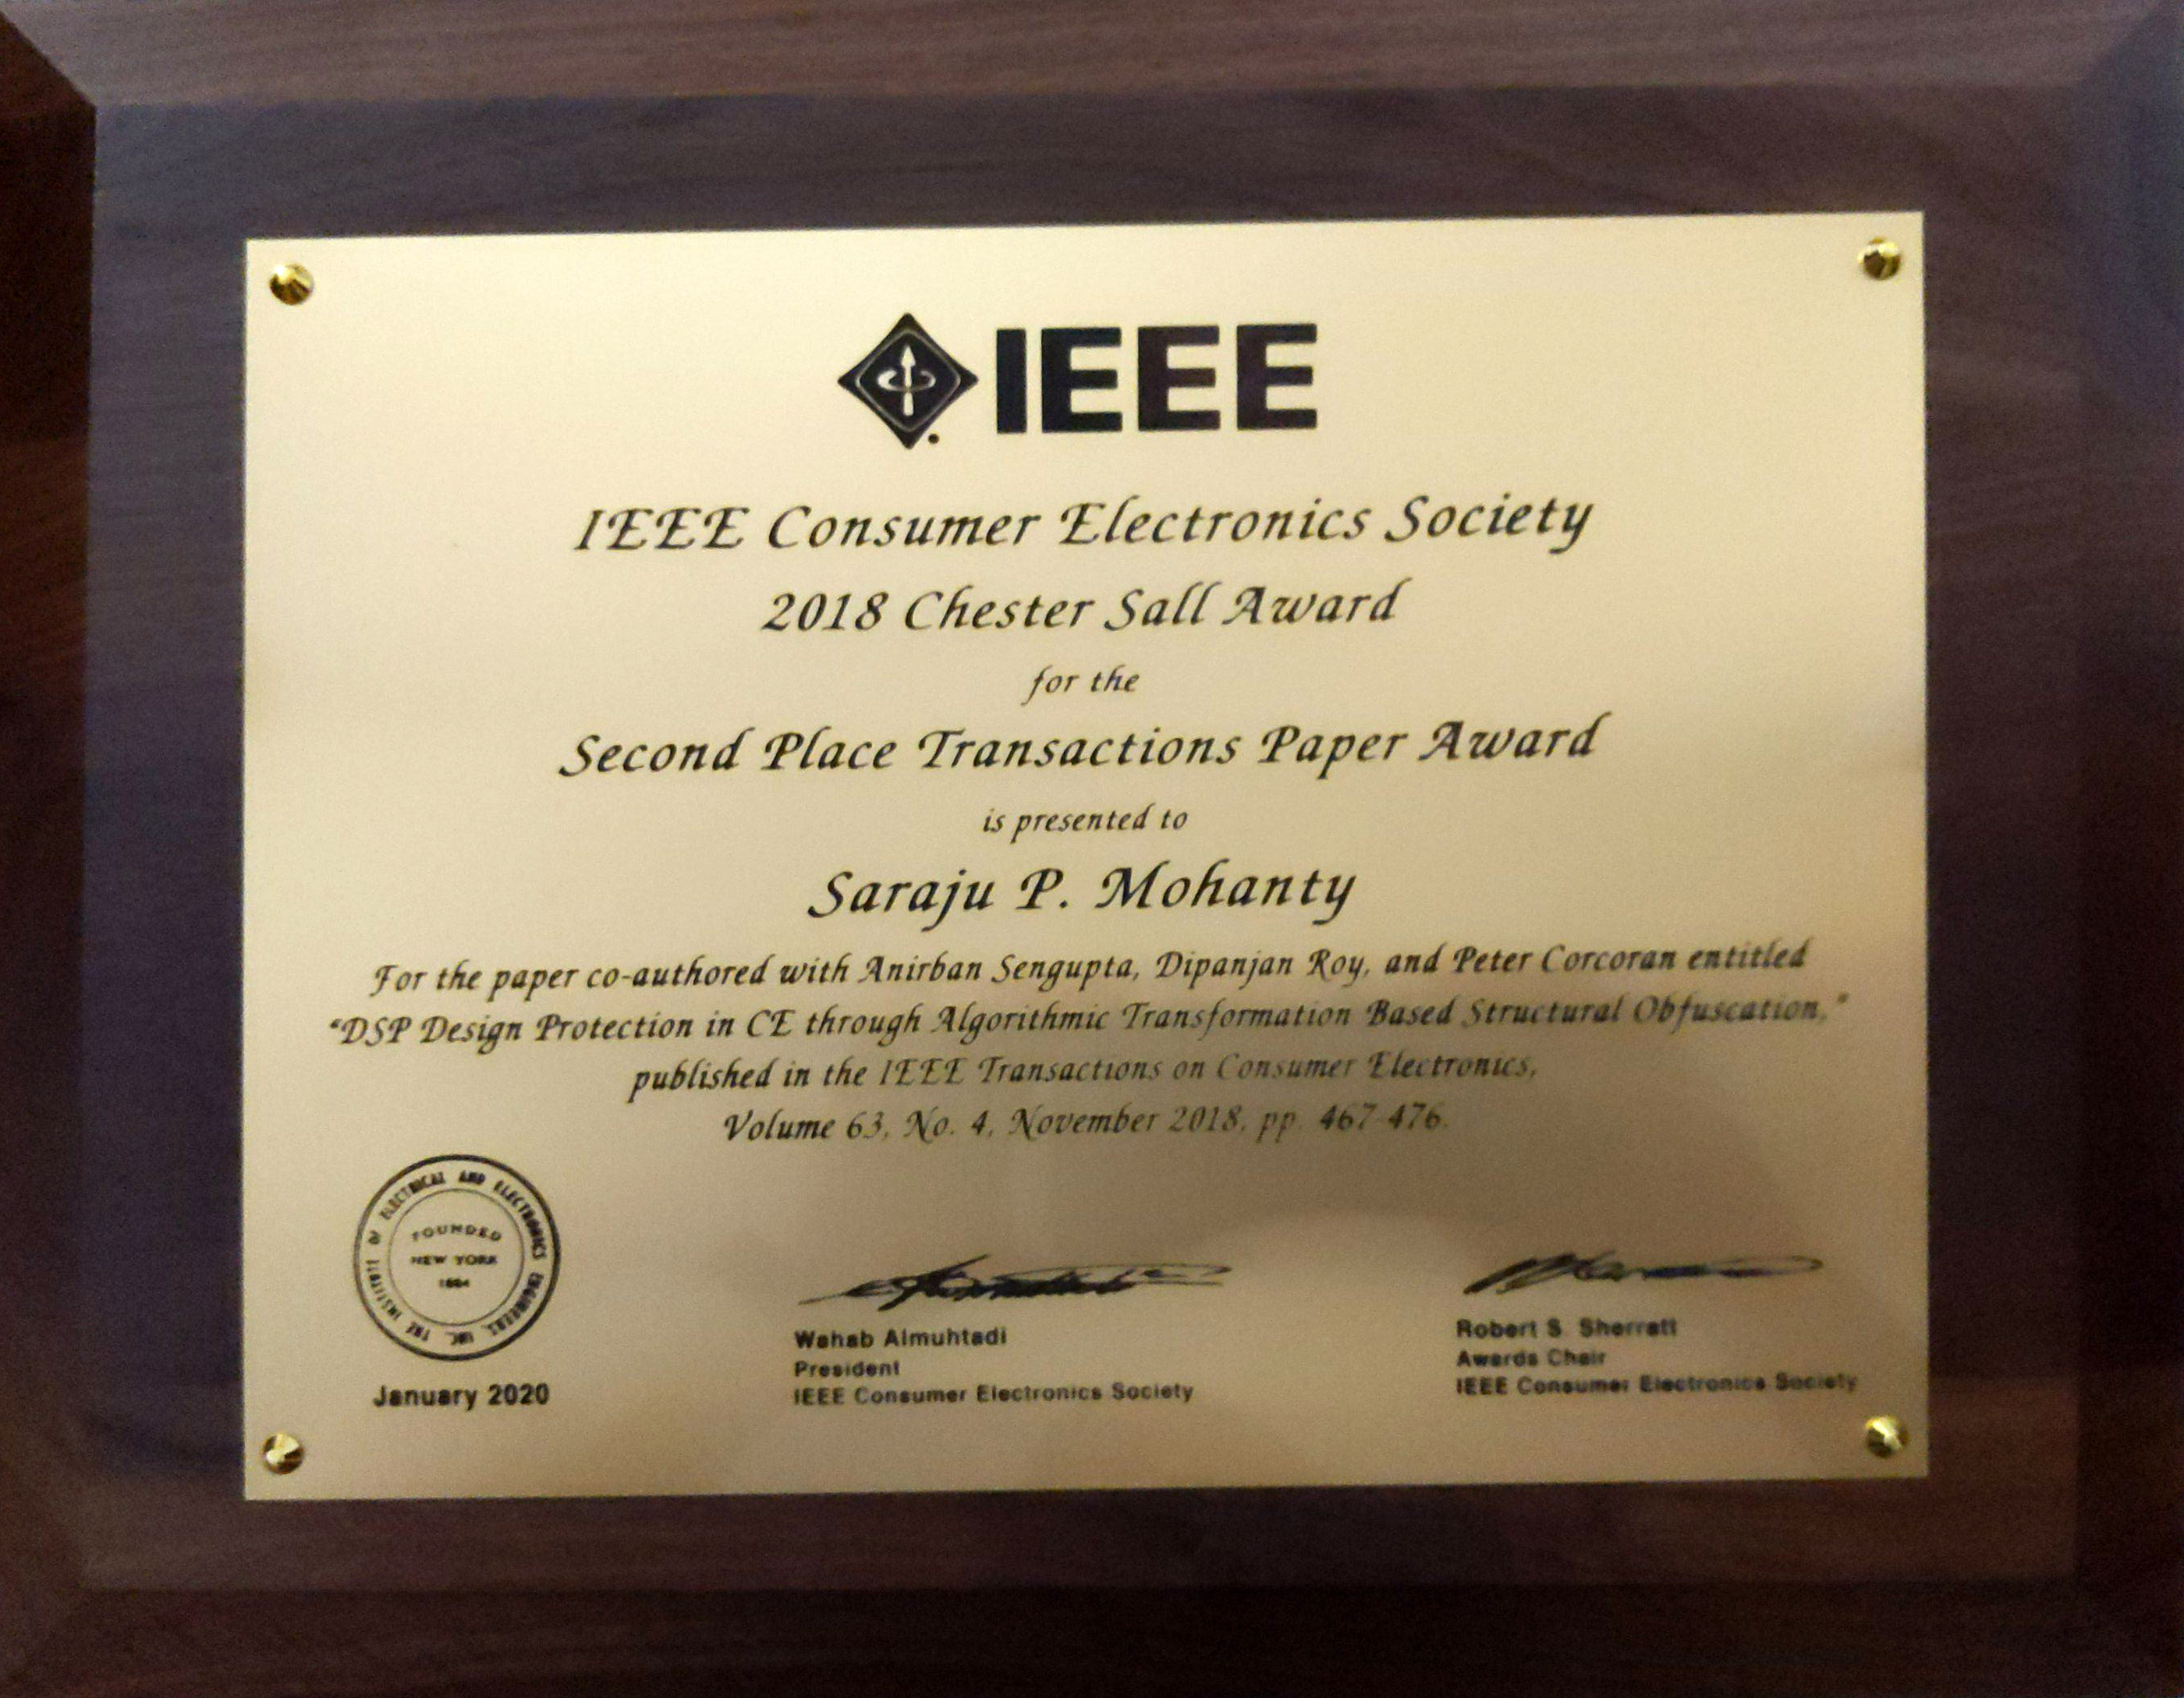 IEEE
IEEE Consumer Electronics Society
2018 Chester Sall Award
for the
Second Place Transactions Paper Award
is presented to
Saraju P. Mohanty
For the paper co-authored with Anirban Sengupta, Dipanjan Roy, and Peter Corcoran entitled
"DSP Design Protection in CE through Algorithmic Transformation Based Structural Obfuscation,"
published in the IEEE Transactions on Consumer Electronics,
Volume 63, No. 4, November 2018, pp. 467-476.
THE INSTITUTE OF ELECTRICAL AND ELECTRONICS ENGINEERS, INC.
FOUNDED
NEW YORK
1884
January 2020
Wahab Almuhtadi
President
IEEE Consumer Electronics Society
Robert S. Sherratt
Awards Chair
IEEE Consumer Electronics Society